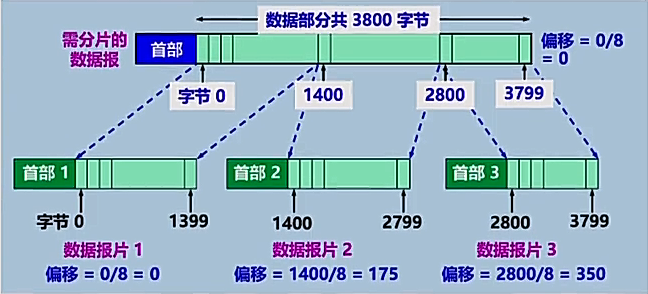 数据部分共 3800 字节
需分片的
数据报
首部
偏移 = 0/8
= 0
字节 0
1400
2800
3799
首部 1
首部 2
首部 3
字节 0
1399
1400
2799
2800
3799
数据报片 1
数据报片 2
数据报片 3
偏移 = 0/8 = 0
偏移 = 1400/8 = 175
偏移 = 2800/8 = 350